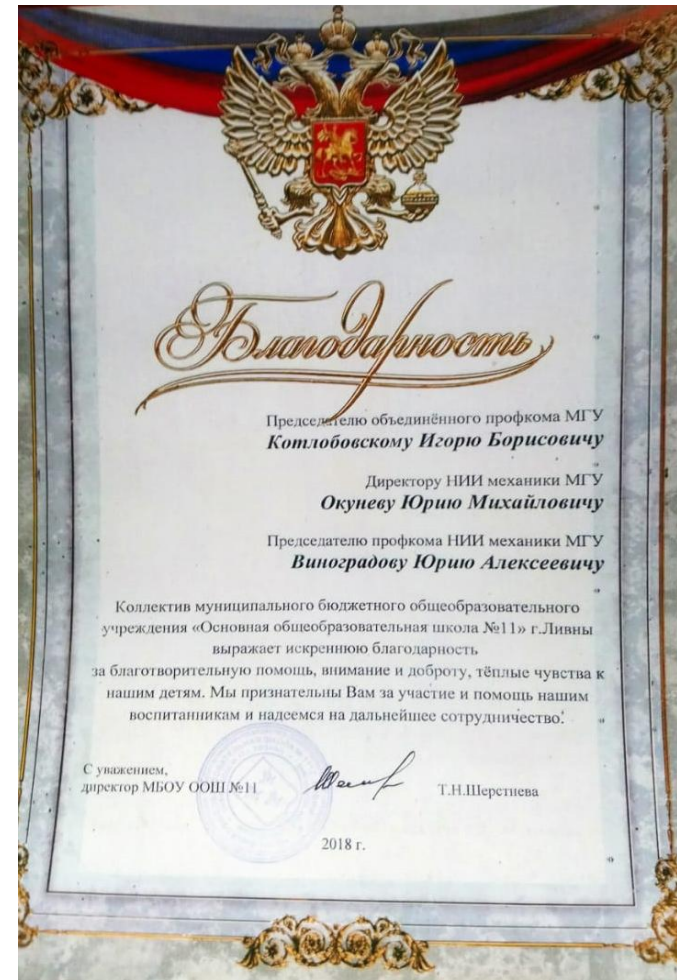 Благодарность
Председателю объединённого профкома МГУ
Котлобовскому Игорю Борисовичу
Директору НИИ механики МГУ
Окуневу Юрию Михайловичу
Председателю профкома НИИ механики МГУ
Виноградову Юрию Алексеевичу
Коллектив муниципального бюджетного общеобразовательного
учреждения «Основная общеобразовательная школа №11» г.Ливны
выражает искреннюю благодарность
за благотворительную помощь, внимание и доброту, тёплые чувства к
нашим детям. Мы признательны Вам за участие и помощь нашим
воспитанникам и надеемся на дальнейшее сотрудничество.
С уважением,
директор МБОУ ООШ №11
Т.Н.Шерстнева
2018 г.